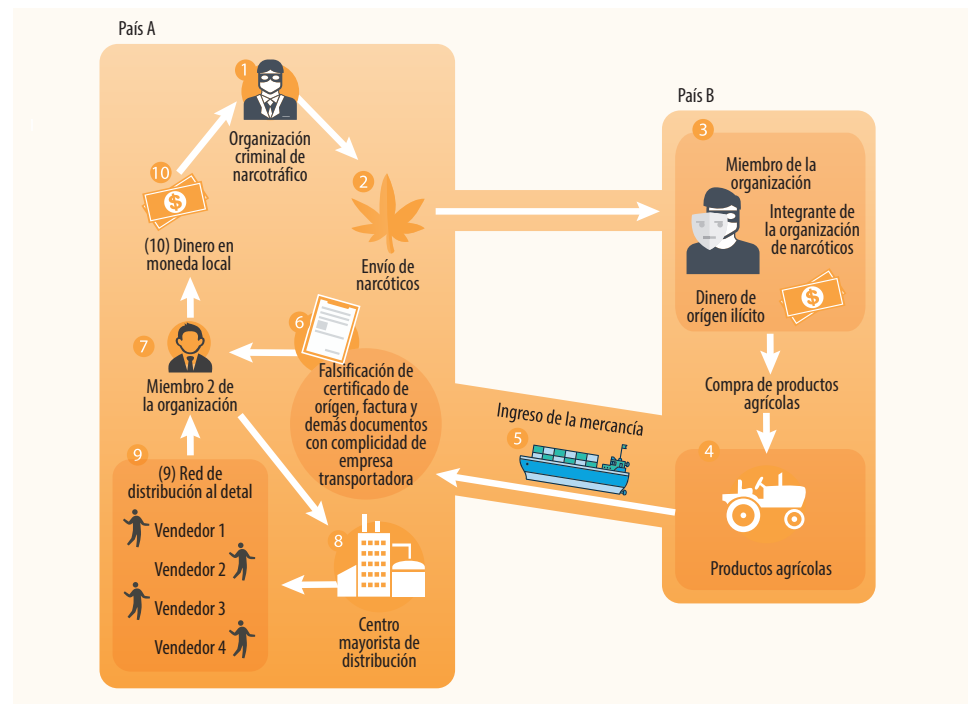 País A
1
Organización
criminal de
narcotráfico
2
Envío de
narcóticos
País B
3
Miembro de la
organización
Integrante de
la organización
de narcóticos
Dinero de
orígen ilícito
Compra de productos
agrícolas
4
Productos agrícolas
Ingreso de la mercancía
5
6
Falsificación de
certificado de
orígen, factura y
demás documentos
con complicidad de
empresa
transportadora
7
Miembro 2 de
la organización
8
Centro
mayorista de
distribución
9
(9) Red de
distribución al detal
Vendedor 1
Vendedor 2
Vendedor 3
Vendedor 4
10
$
(10) Dinero en
moneda local
$